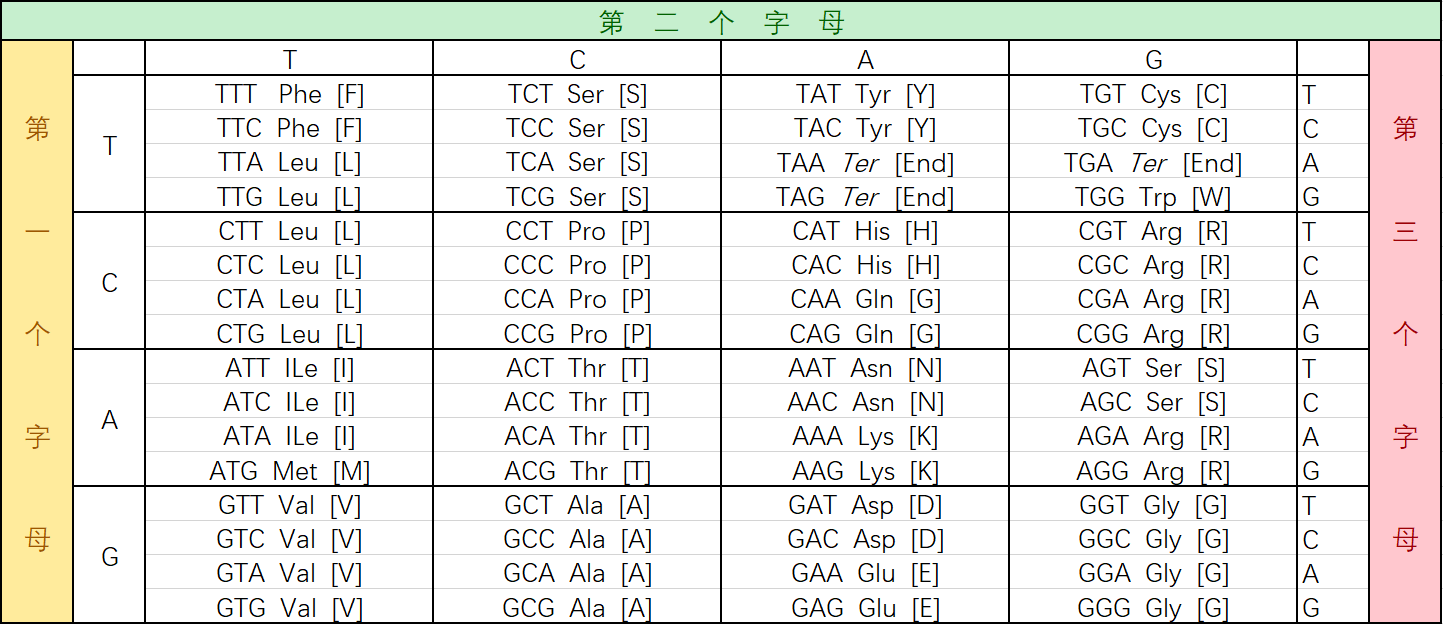 第 二 个 字 母
T C A G
第 一 个 字 母
第 三 个 字 母
T
TTT Phe [F] TCT Ser [S] TAT Tyr [Y] TGT Cys [C] T
TTC Phe [F] TCC Ser [S] TAC Tyr [Y] TGC Cys [C] C
TTA Leu [L] TCA Ser [S] TAA Ter [End] TGA Ter [End] A
TTG Leu [L] TCG Ser [S] TAG Ter [End] TGG Trp [W] G
C
CTT Leu [L] CCT Pro [P] CAT His [H] CGT Arg [R] T
CTC Leu [L] CCC Pro [P] CAC His [H] CGC Arg [R] C
CTA Leu [L] CCA Pro [P] CAA Gln [G] CGA Arg [R] A
CTG Leu [L] CCG Pro [P] CAG Gln [G] CGG Arg [R] G
A
ATT ILe [I] ACT Thr [T] AAT Asn [N] AGT Ser [S] T
ATC ILe [I] ACC Thr [T] AAC Asn [N] AGC Ser [S] C
ATA ILe [I] ACA Thr [T] AAA Lys [K] AGA Arg [R] A
ATG Met [M] ACG Thr [T] AAG Lys [K] AGG Arg [R] G
G
GTT Val [V] GCT Ala [A] GAT Asp [D] GGT Gly [G] T
GTC Val [V] GCC Ala [A] GAC Asp [D] GGC Gly [G] C
GTA Val [V] GCA Ala [A] GAA Glu [E] GGA Gly [G] A
GTG Val [V] GCG Ala [A] GAG Glu [E] GGG Gly [G] G